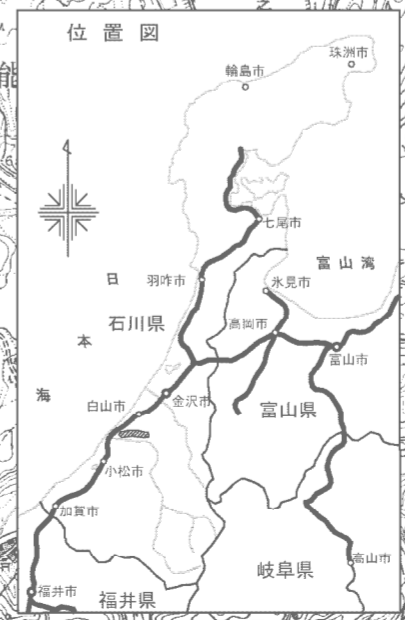 位置図
珠洲市
輪島市
能
七尾市
富山湾
日本海
羽咋市
氷見市
石川県
高岡市
富山市
金沢市
白山市
富山県
小松市
加賀市
高山市
岐阜県
福井市
福井県